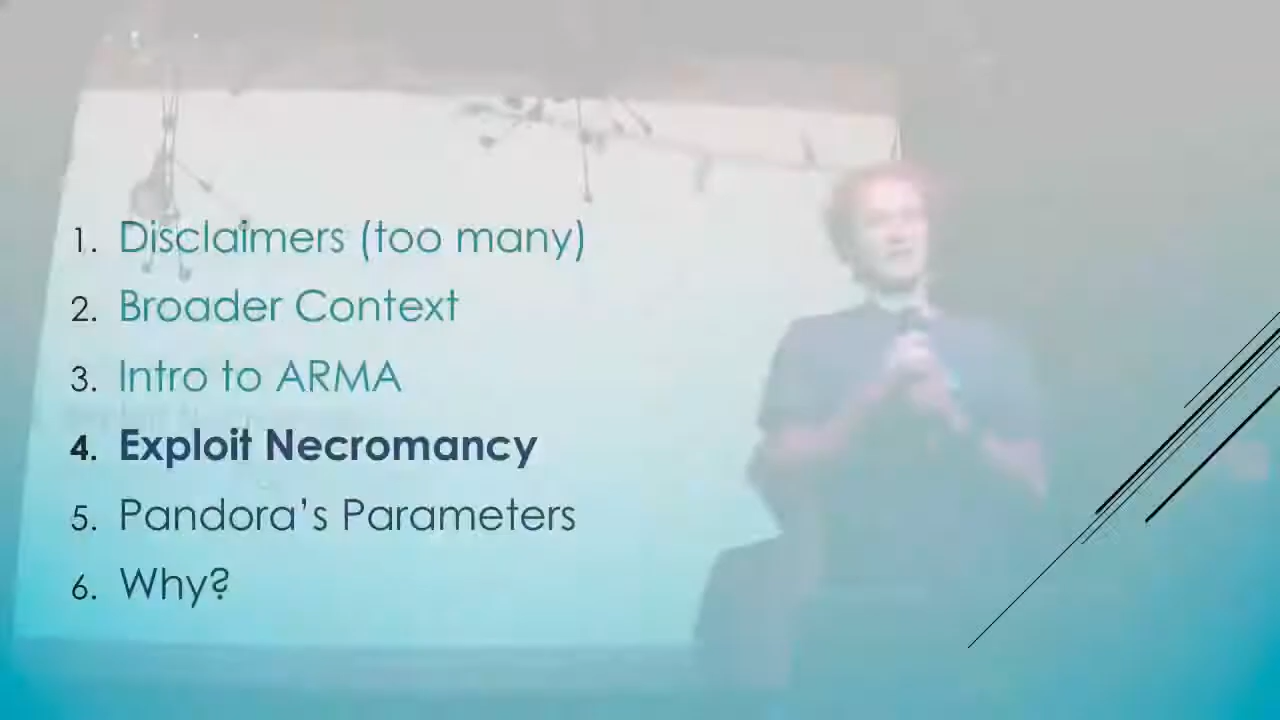 1. Disclaimers (too many)
2. Broader Context
3. Intro to ARMA
4. Exploit Necromancy
5. Pandora’s Parameters
6. Why?